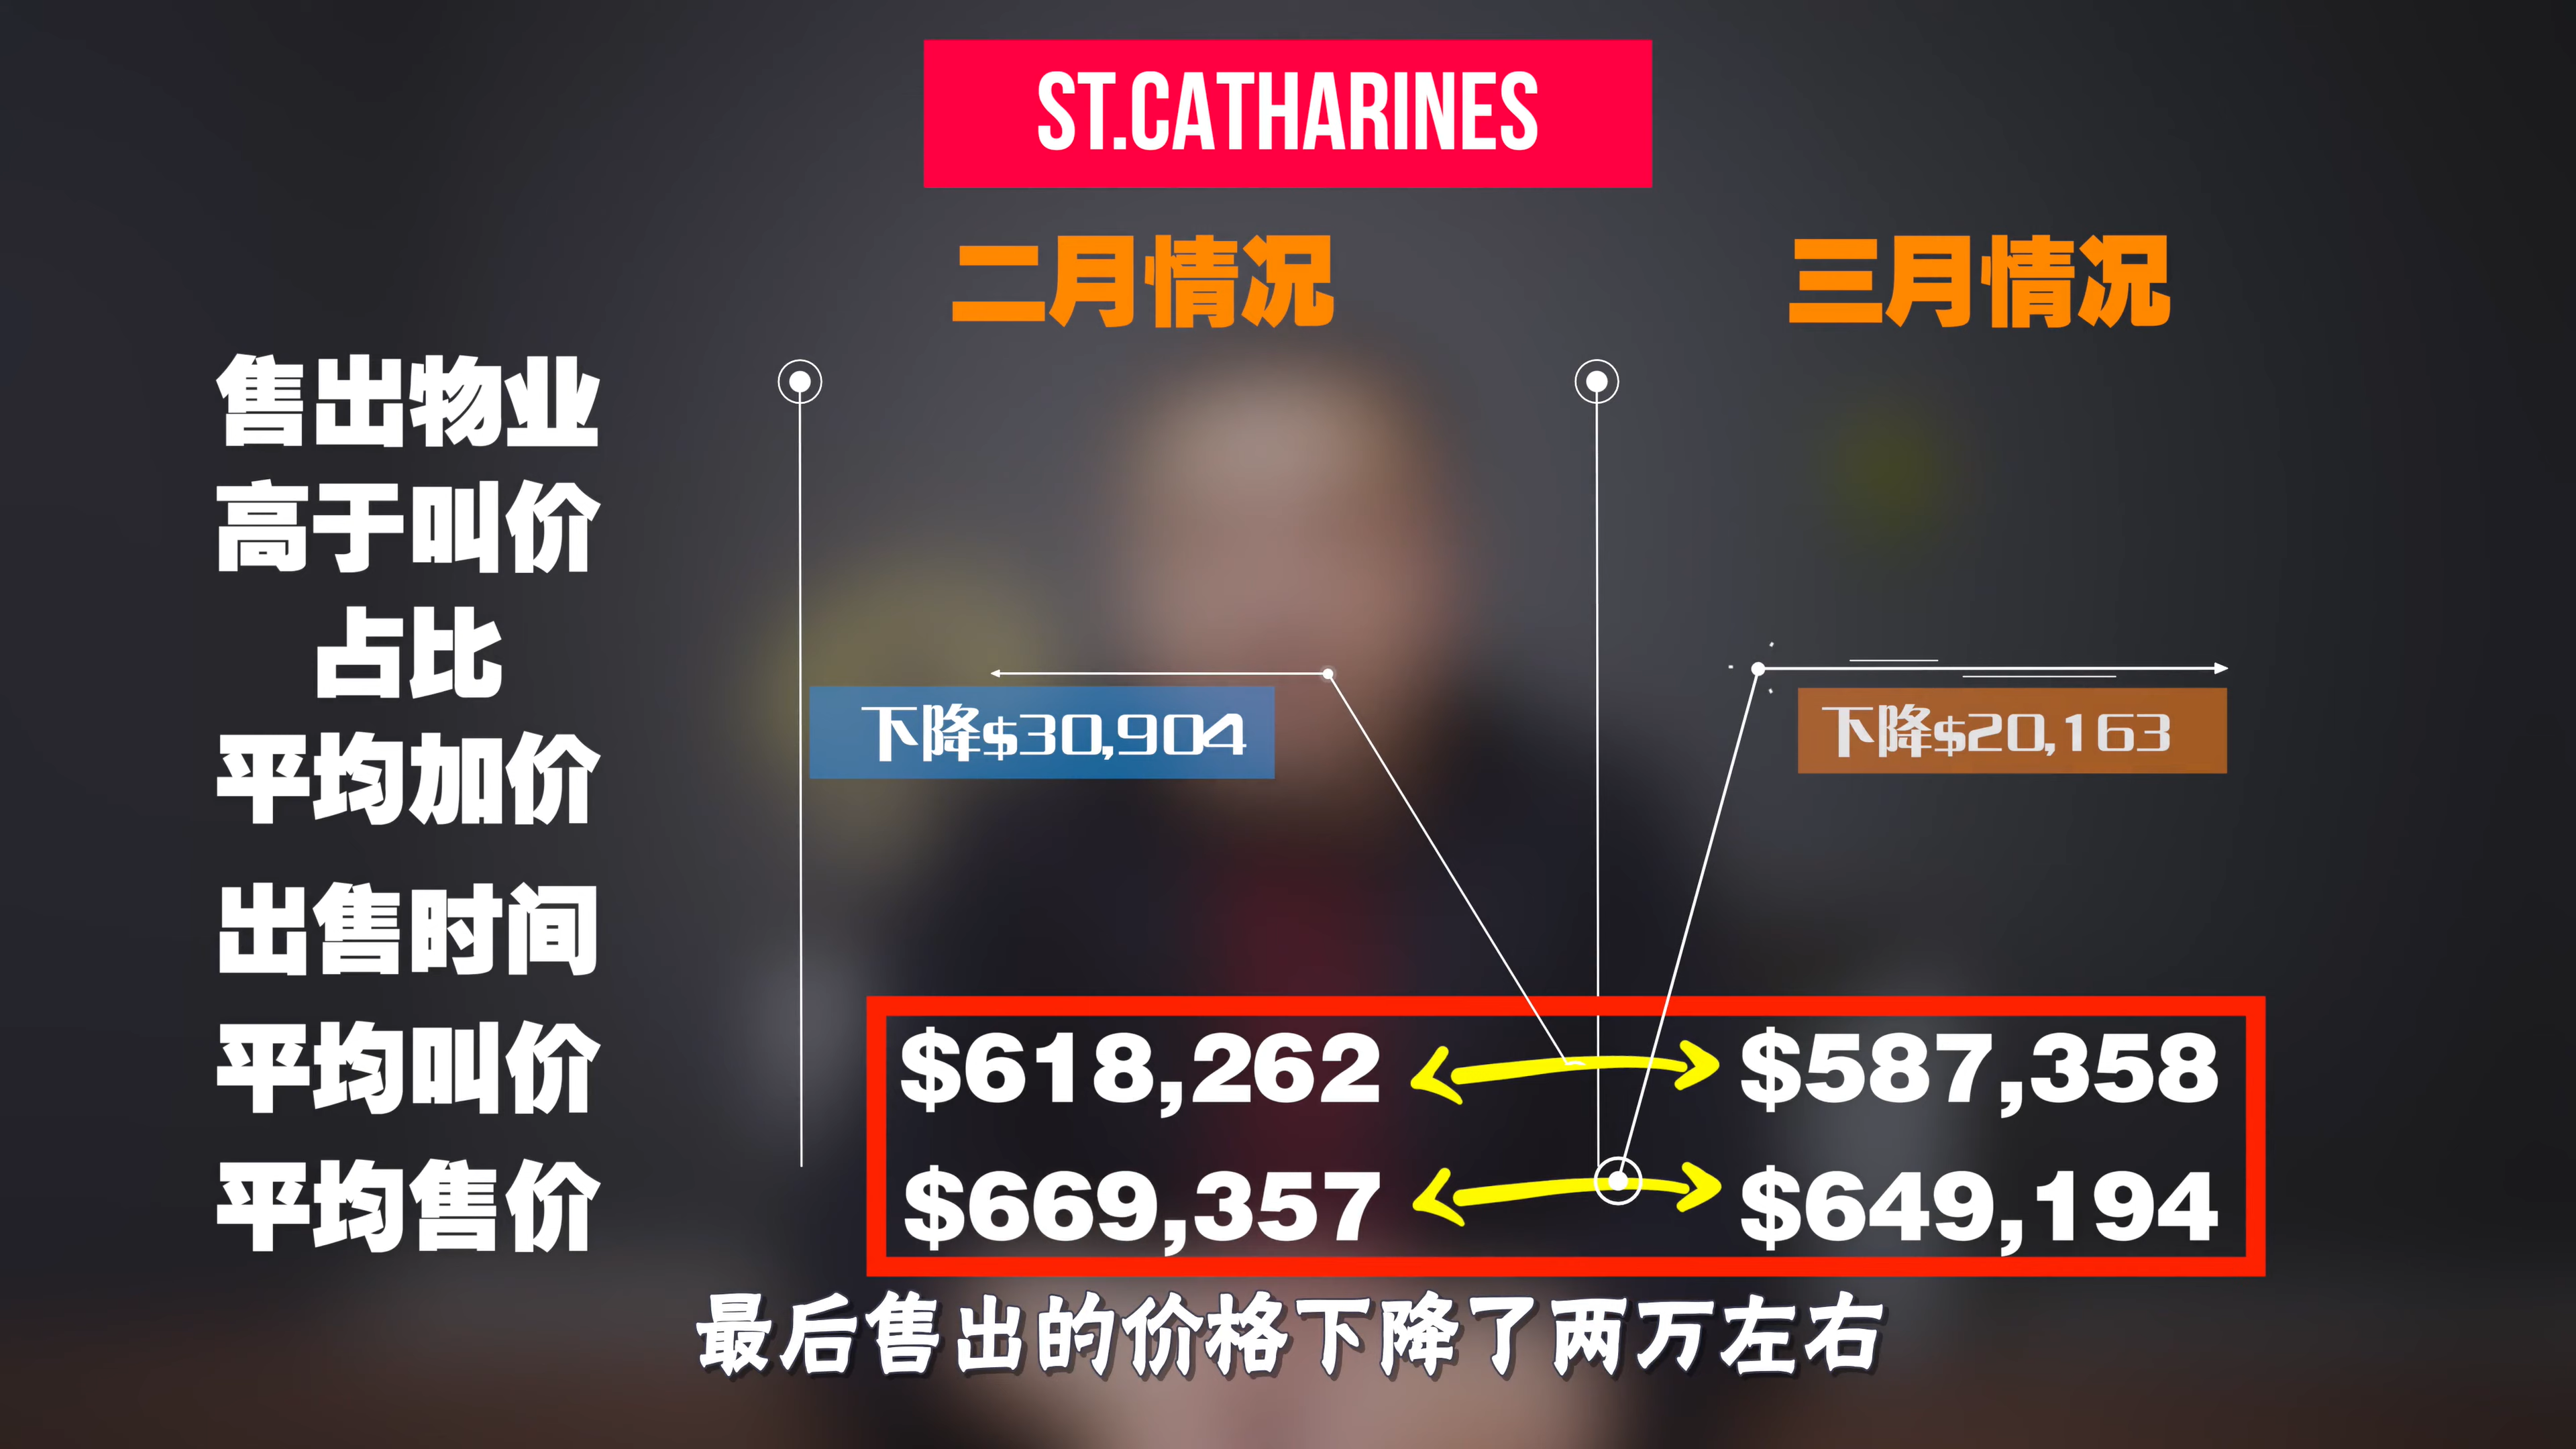 ST.CATHARINES
二月情况
三月情况
售出物业
高于叫价
占比
平均加价
下降$30,904
下降$20,163
出售时间
平均叫价
$618,262
$587,358
平均售价
$669,357
$649,194
最后售出的价格下降了两万左右